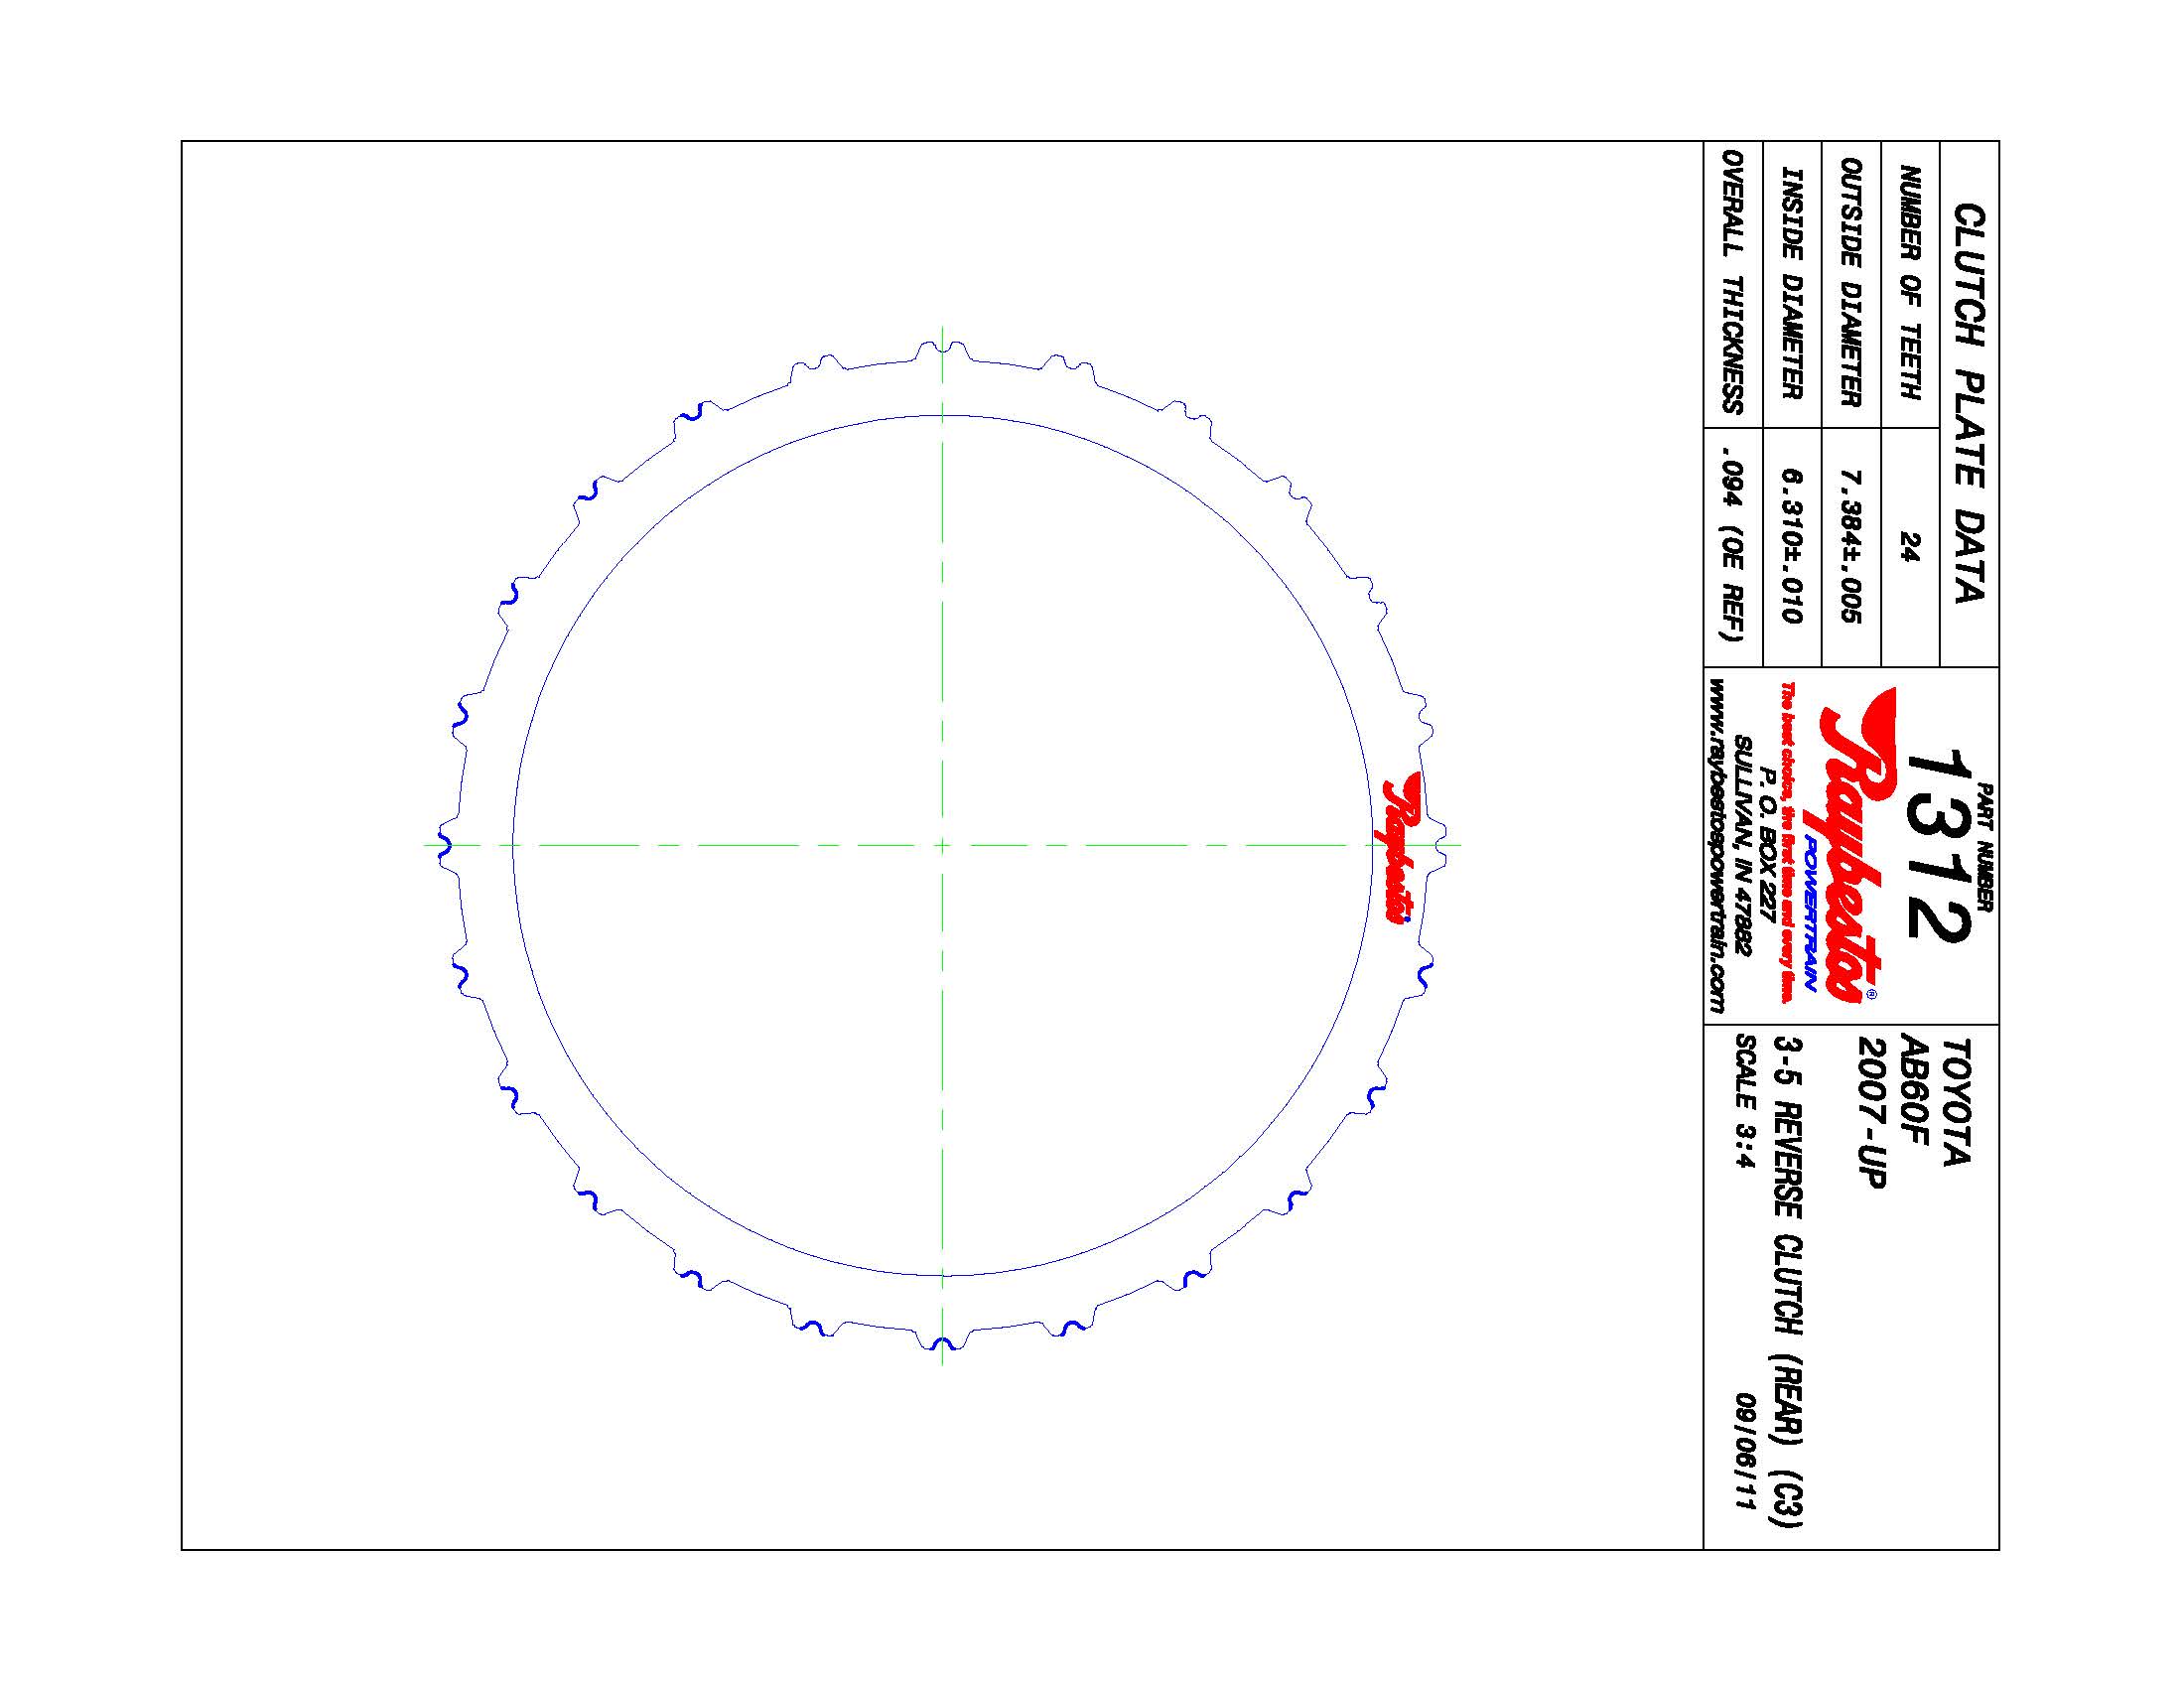 CLUTCH PLATE DATA
NUMBER OF TEETH 24
OUTSIDE DIAMETER 7.384±.005
INSIDE DIAMETER 6.310±.010
OVERALL THICKNESS .094 (OE REF)
PART NUMBER
1312
Raybestos®
POWERTRAIN
The best choice, the first time and every time.
P. O. BOX 227
SULLIVAN, IN 47882
www.raybestospowertrain.com
TOYOTA
AB60F
2007-UP
3-5 REVERSE CLUTCH (REAR) (C3)
SCALE 3:4 09/06/11
Raybestos